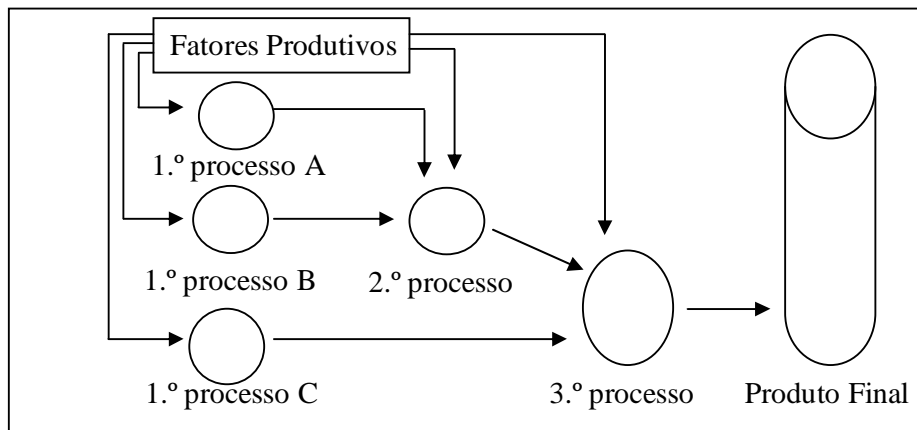 Fatores Produtivos
1.º processo A
1.º processo B
2.º processo
1.º processo C
3.º processo
Produto Final